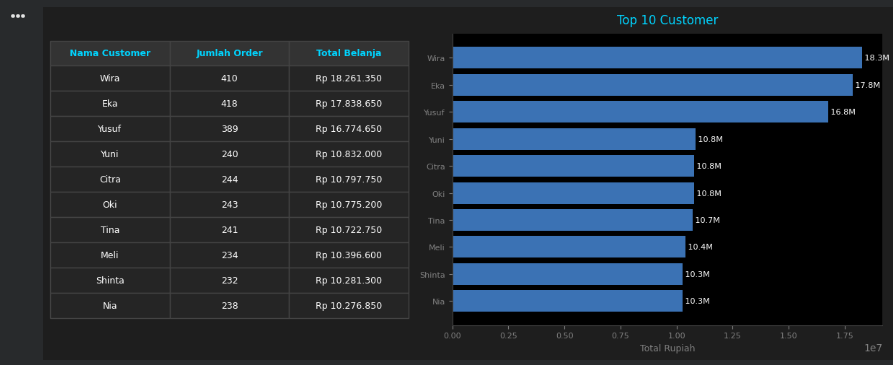 Nama Customer Jumlah Order Total Belanja
Wira 410 Rp 18.261.350
Eka 418 Rp 17.838.650
Yusuf 389 Rp 16.774.650
Yuni 240 Rp 10.832.000
Citra 244 Rp 10.797.750
Oki 243 Rp 10.775.200
Tina 241 Rp 10.722.750
Meli 234 Rp 10.396.600
Shinta 232 Rp 10.281.300
Nia 238 Rp 10.276.850
Top 10 Customer
Wira 18.3M
Eka 17.8M
Yusuf 16.8M
Yuni 10.8M
Citra 10.8M
Oki 10.8M
Tina 10.7M
Meli 10.4M
Shinta 10.3M
Nia 10.3M
0.00 0.25 0.50 0.75 1.00 1.25 1.50 1.75
Total Rupiah
1e7